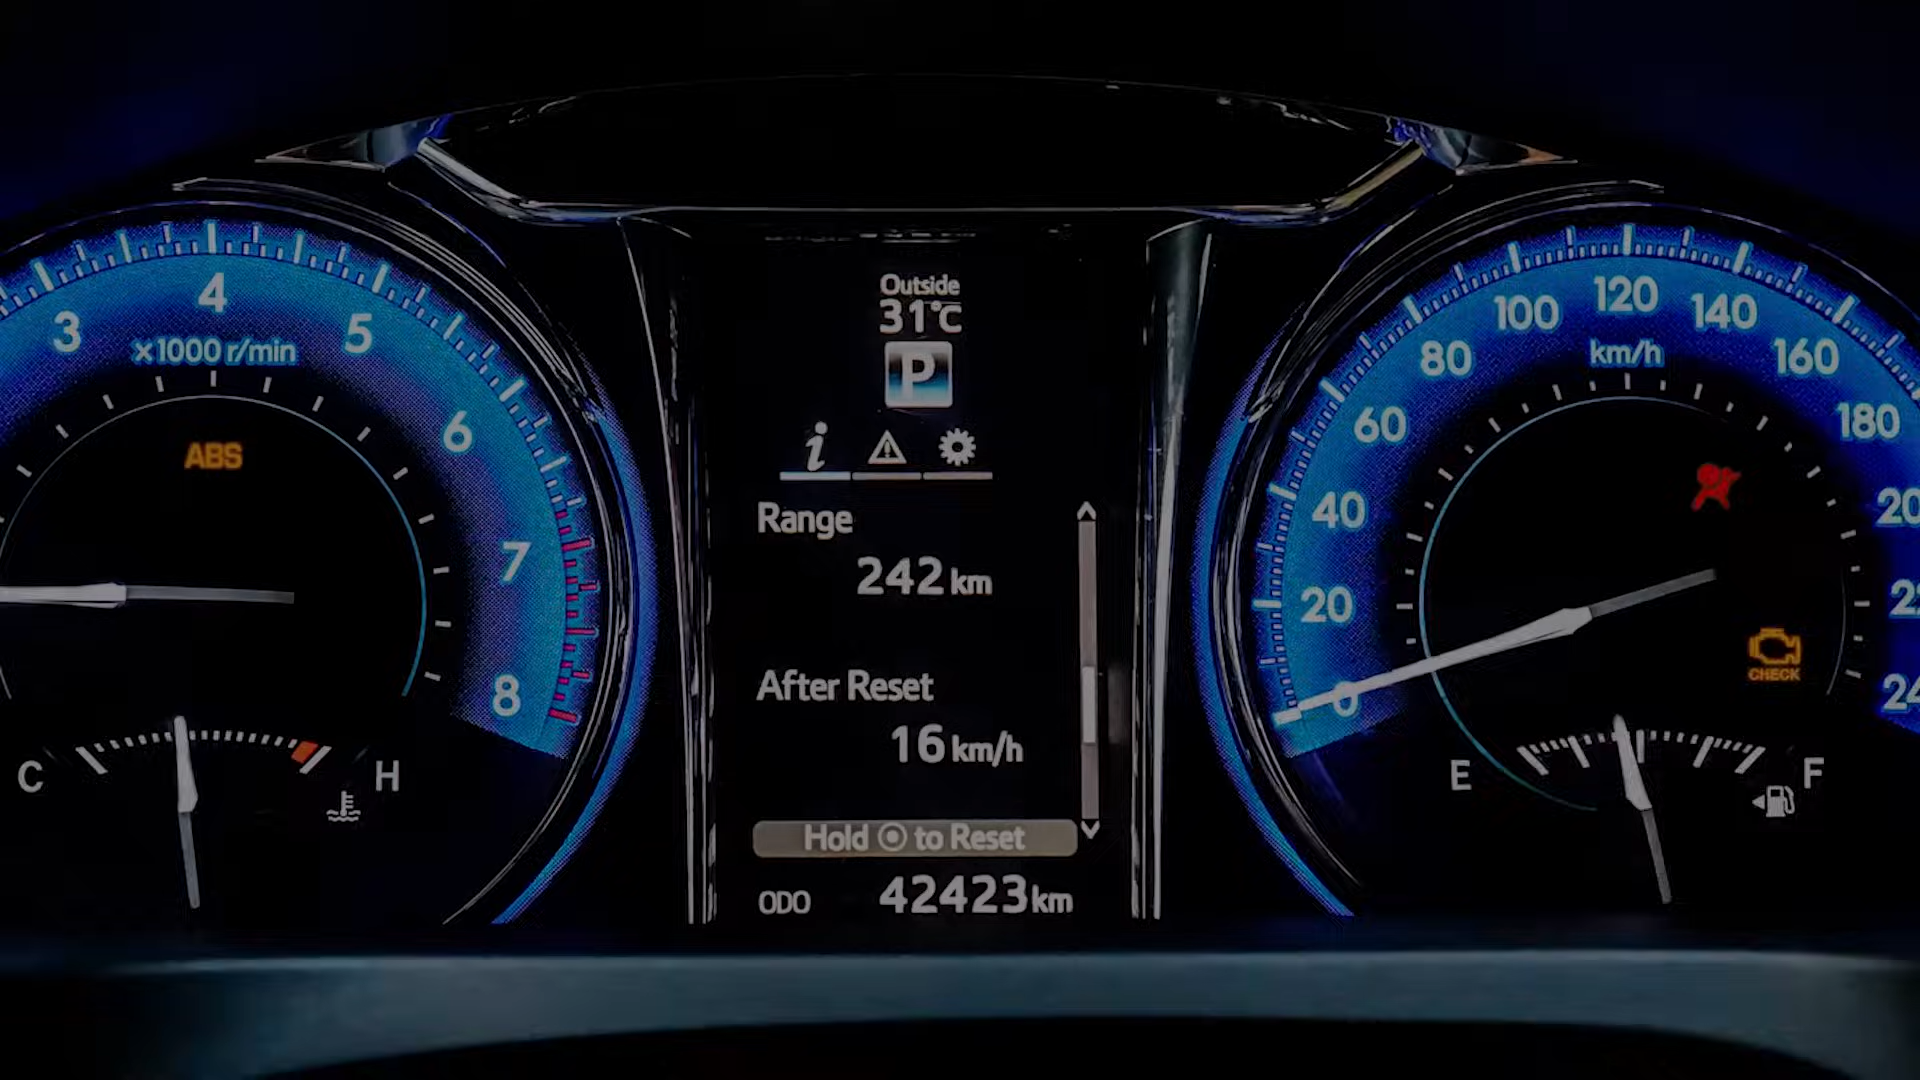 Outside
31°C
P
3
4
5
6
7
8
x1000 r/min
ABS
C
H
Range
242 km
After Reset
16 km/h
Hold to Reset
ODO 42423 km
0
20
40
60
80
100
120
140
160
180
km/h
CHECK
E
F